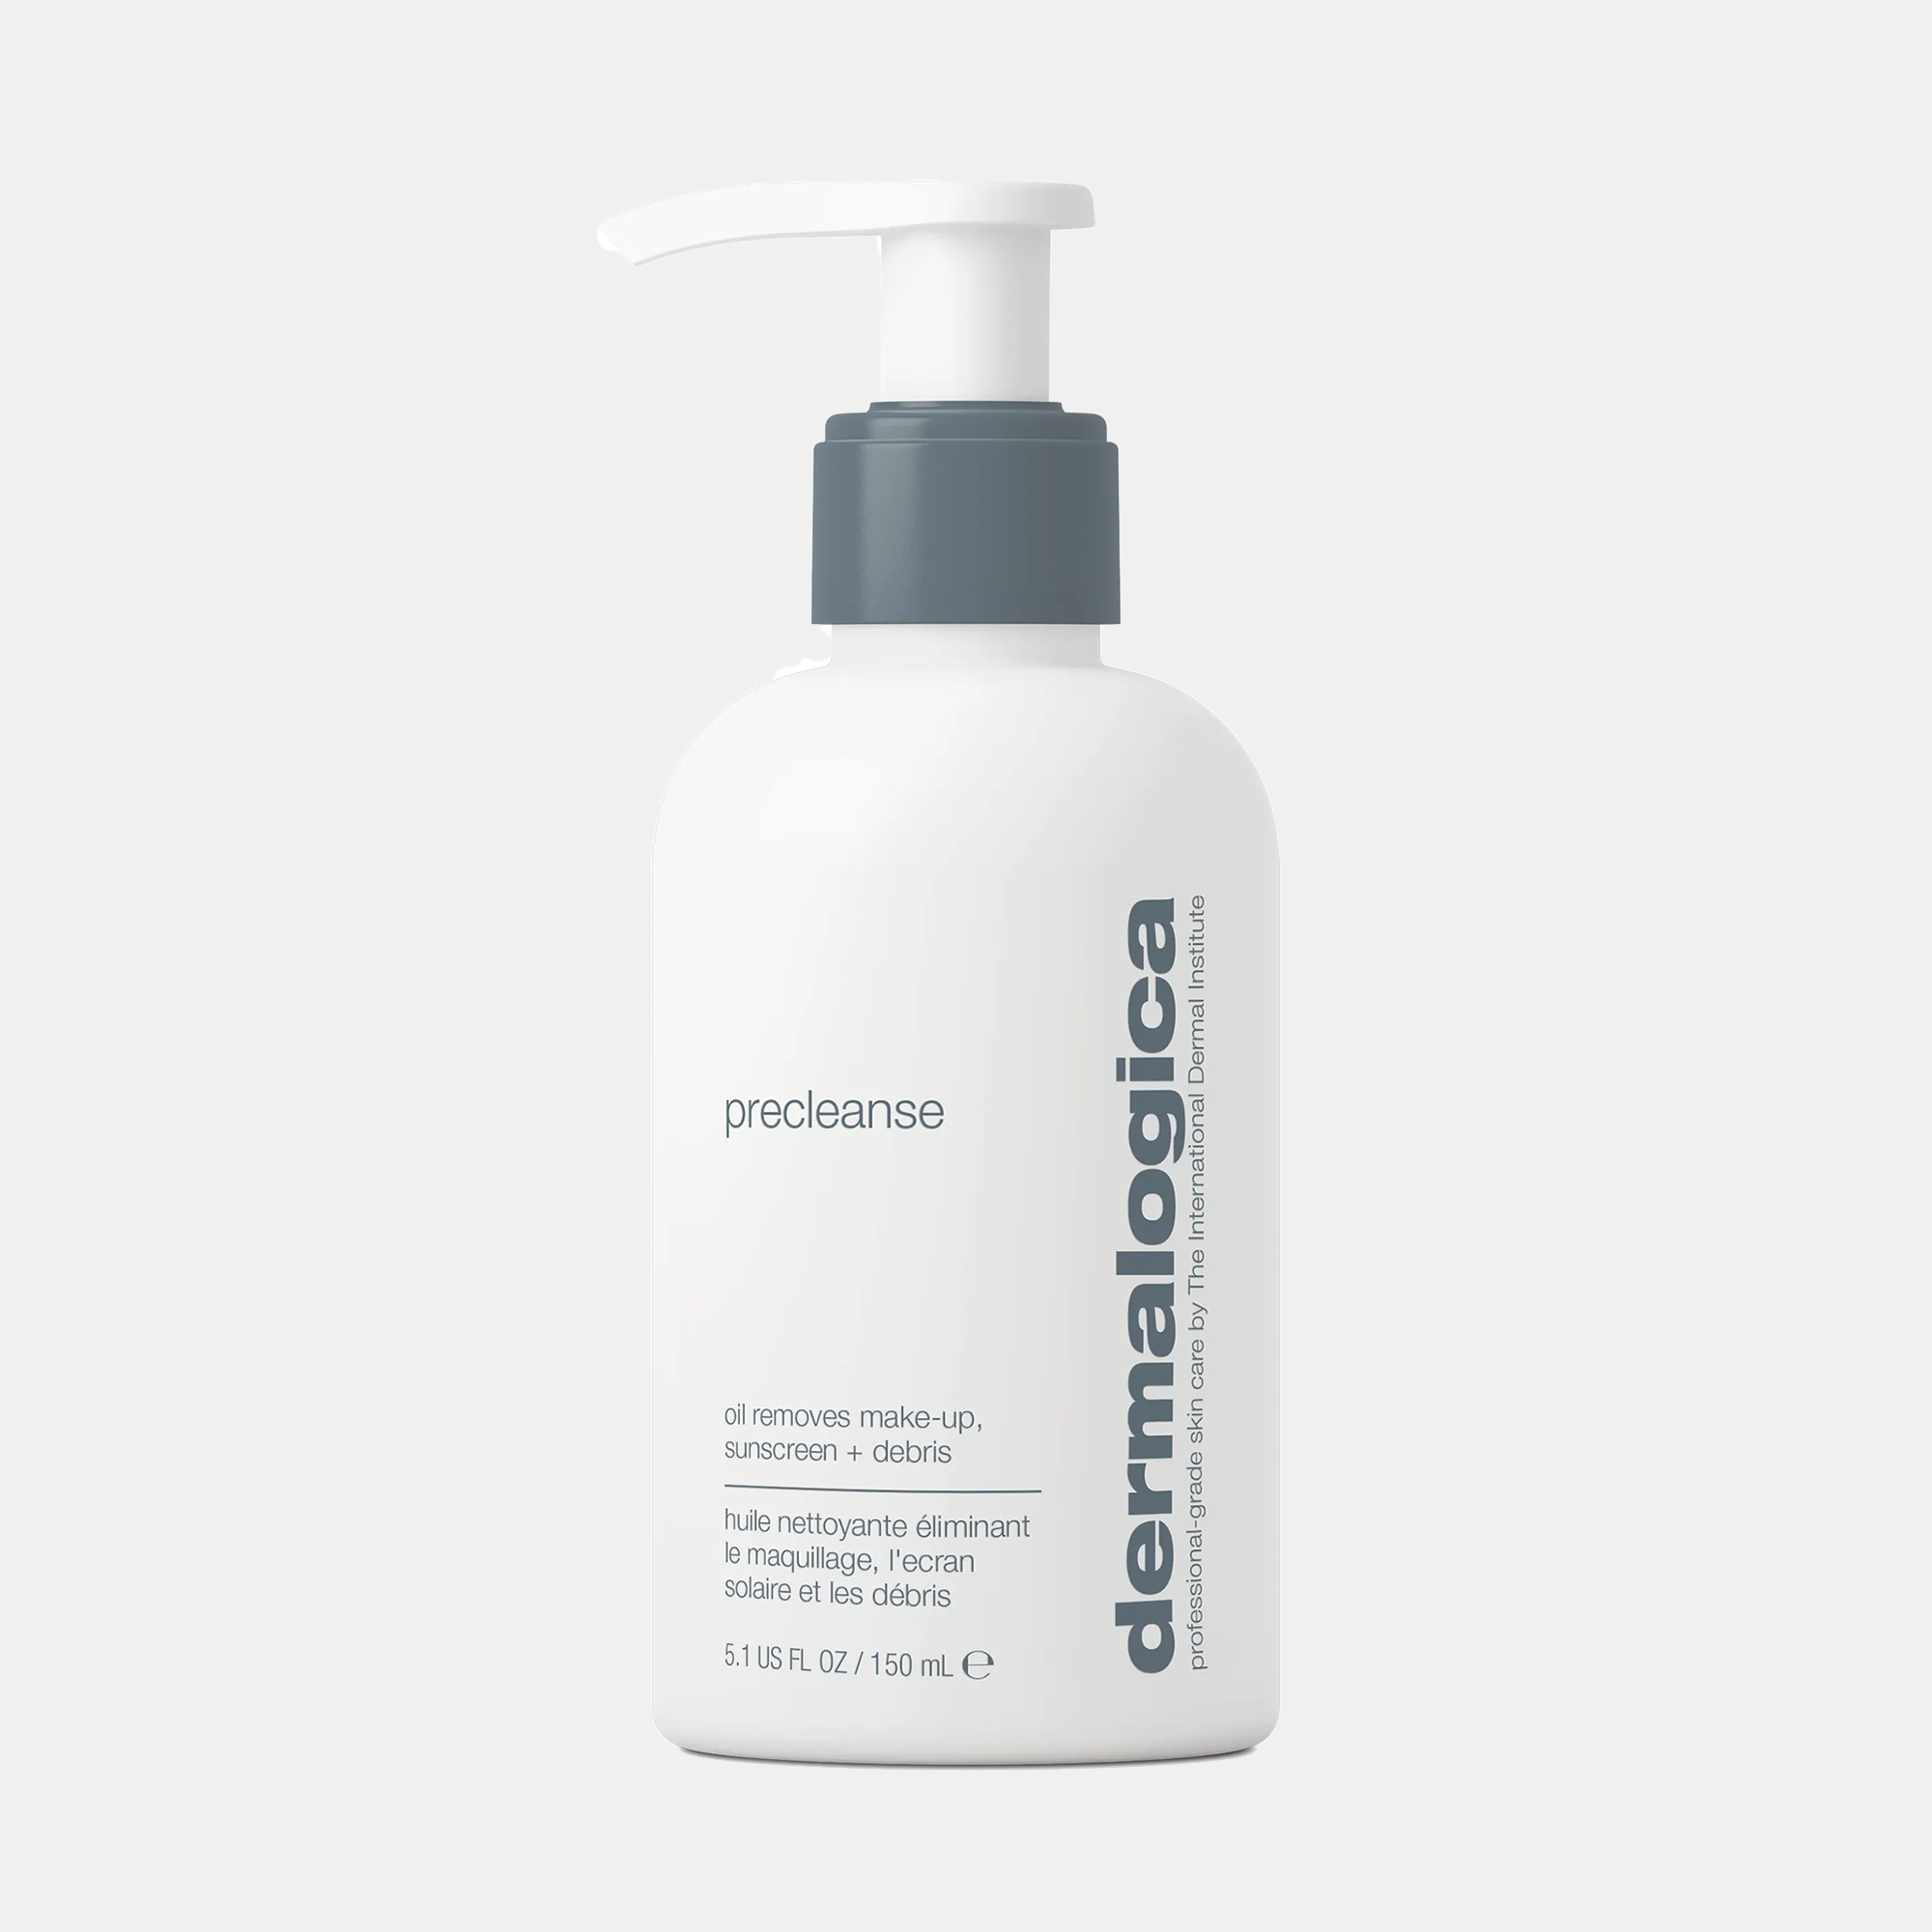 precleanse
oil removes make-up,
sunscreen + debris
huile nettoyante éliminant
le maquillage, l'ecran
solaire et les débris
5.1 US FL OZ / 150 mL ℮
dermalogica
professional-grade skin care by The International Dermal Institute